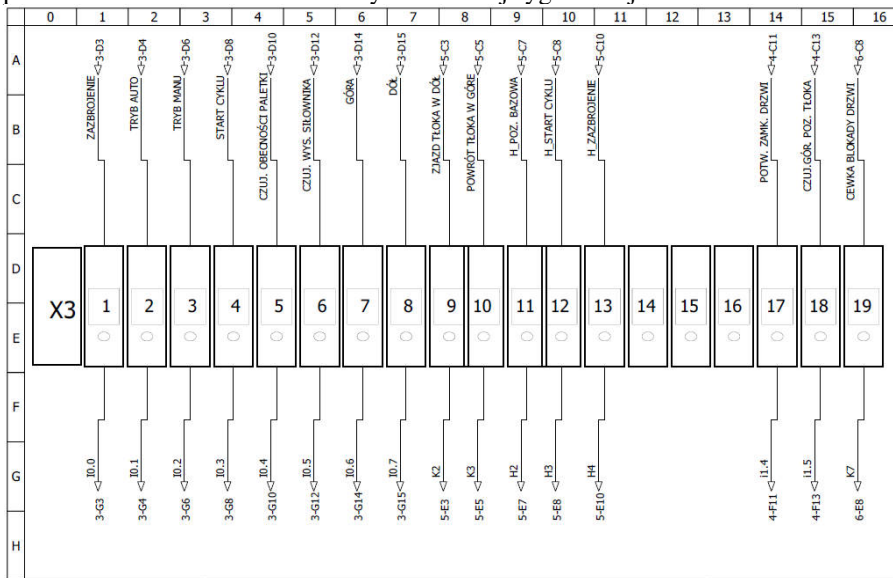 0 1 2 3 4 5 6 7 8 9 10 11 12 13 14 15 16
A
B
C
D
E
F
G
H
3-D3
3-D4
3-D6
3-D8
3-D10
3-D12
3-D14
3-D15
5-C3
5-C5
5-C7
5-C8
5-C10
4-C11
4-C13
6-C8
ZAZBROJENIE
TRYB AUTO
TRYB MANU
START CYKLU
CZUJ. OBECNOŚCI PALETKI
CZUJ. WYS. SIŁOWNIKA
GÓRA
DÓŁ
ZJAZD TŁOKA W DÓŁ
POWRÓT TŁOKA W GÓRE
H_POZ. BAZOWA
H_START CYKLU
H_ZAZBROJENIE
POTW. ZAMK. DRZWI
CZUJ.GÓR. POZ. TŁOKA
CEWKA BLOKADY DRZWI
X3 1 2 3 4 5 6 7 8 9 10 11 12 13 14 15 16 17 18 19
I0.0
I0.1
I0.2
I0.3
I0.4
I0.5
I0.6
I0.7
K2
K3
H2
H3
H4
i1.4
i1.5
K7
3-G3
3-G4
3-G6
3-G8
3-G10
3-G12
3-G14
3-G15
5-E3
5-E5
5-E7
5-E8
5-E10
4-F11
4-F13
6-E8